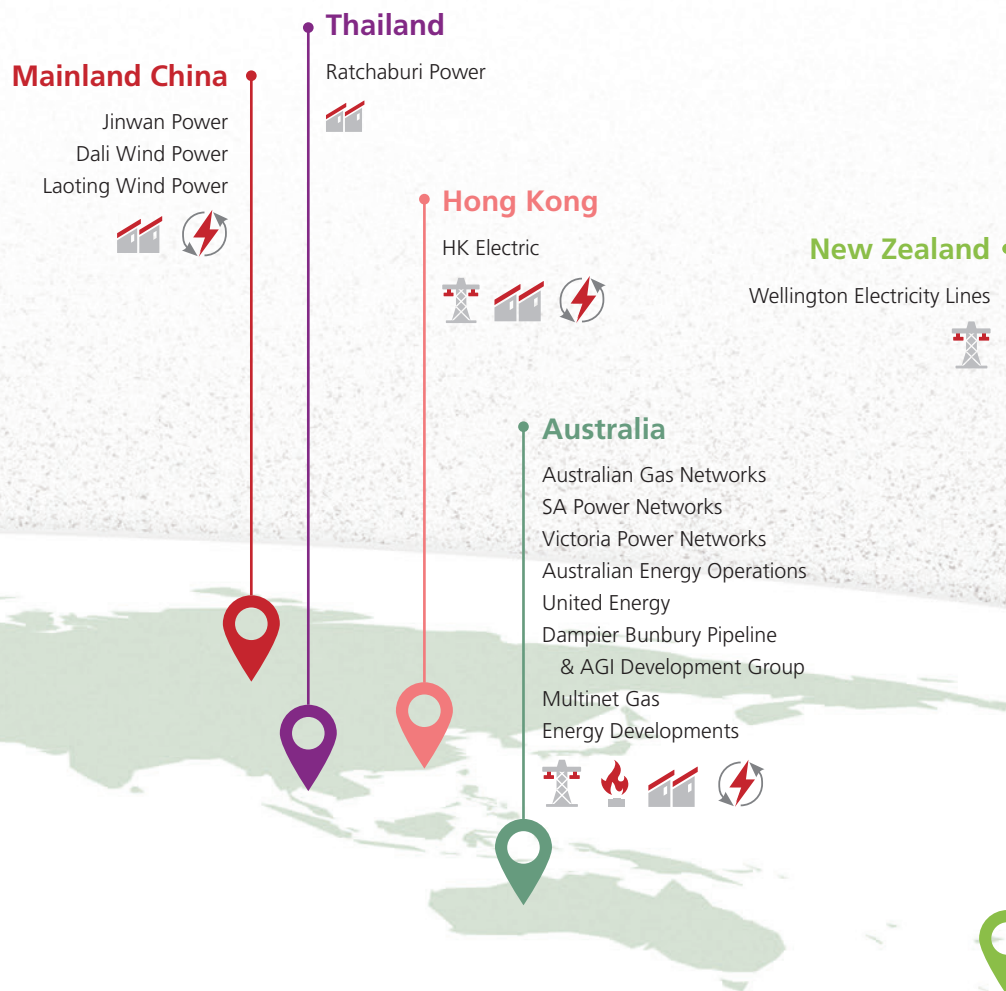 Thailand
Ratchaburi Power
Mainland China
Jinwan Power
Dali Wind Power
Laoting Wind Power
Hong Kong
HK Electric
New Zealand
Wellington Electricity Lines
Australia
Australian Gas Networks
SA Power Networks
Victoria Power Networks
Australian Energy Operations
United Energy
Dampier Bunbury Pipeline
& AGI Development Group
Multinet Gas
Energy Developments